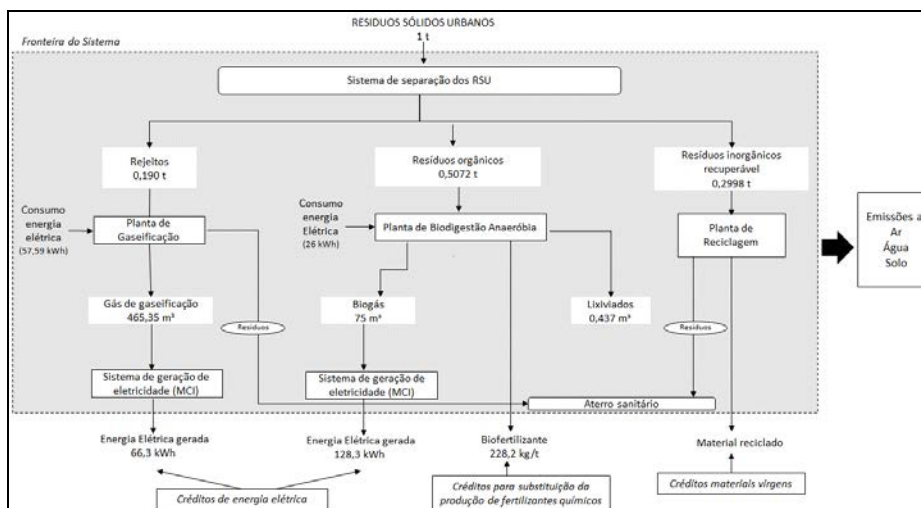 RESIDUOS SÓLIDOS URBANOS
1 t
Fronteira do Sistema
Sistema de separação dos RSU
Rejeitos
0,190 t
Resíduos orgânicos
0,5072 t
Resíduos inorgânicos
recuperável
0,2998 t
Consumo
energia
elétrica
(57,59 kWh)
Planta de
Gaseificação
Consumo
energia
Elétrica
(26 kWh)
Planta de Biodigestão Anaeróbia
Planta de
Reciclagem
Emissões a
Ar
Água
Solo
Gás de gaseificação
465,35 m³
Resíduos
Biogás
75 m³
Lixiviados
0,437 m³
Resíduos
Sistema de geração de
eletricidade (MCI)
Sistema de geração de
eletricidade (MCI)
Aterro sanitário
Energia Elétrica gerada
66,3 kWh
Energia Elétrica gerada
128,3 kWh
Biofertilizante
228,2 kg/t
Material reciclado
Créditos de energia elétrica
Créditos para substituição da
produção de fertilizantes químicos
Créditos materiais virgens